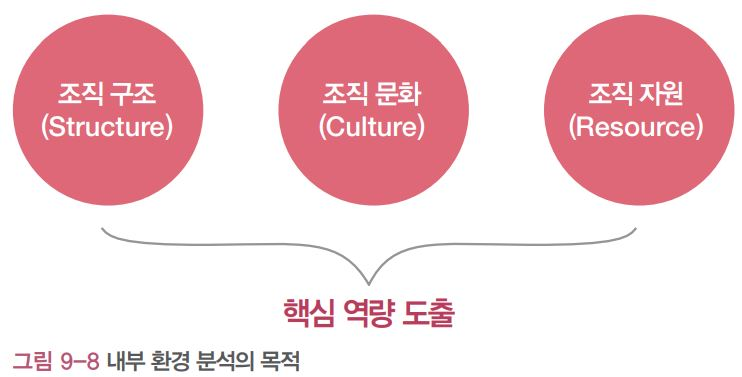 조직 구조
(Structure)
조직 문화
(Culture)
조직 자원
(Resource)
핵심 역량 도출
그림 9-8 내부 환경 분석의 목적